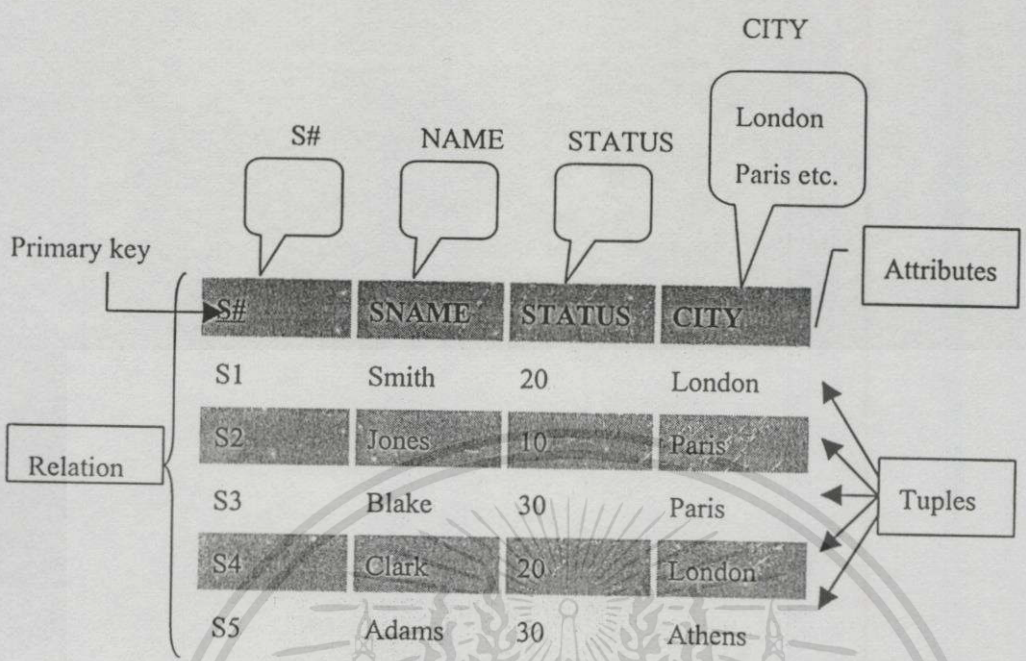 CITY
London
Paris etc.
S# NAME STATUS
Primary key
Attributes
S# SNAME STATUS CITY
S1 Smith 20 London
S2 Jones 10 Paris
Relation
S3 Blake 30 Paris
Tuples
S4 Clark 20 London
S5 Adams 30 Athens